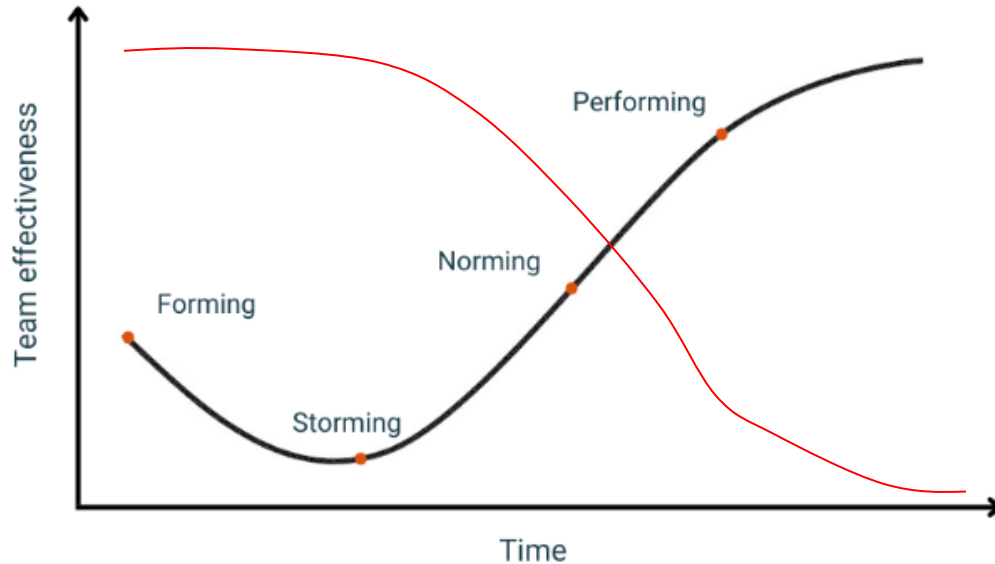 Performing
Norming
Forming
Storming
Team effectiveness
Time